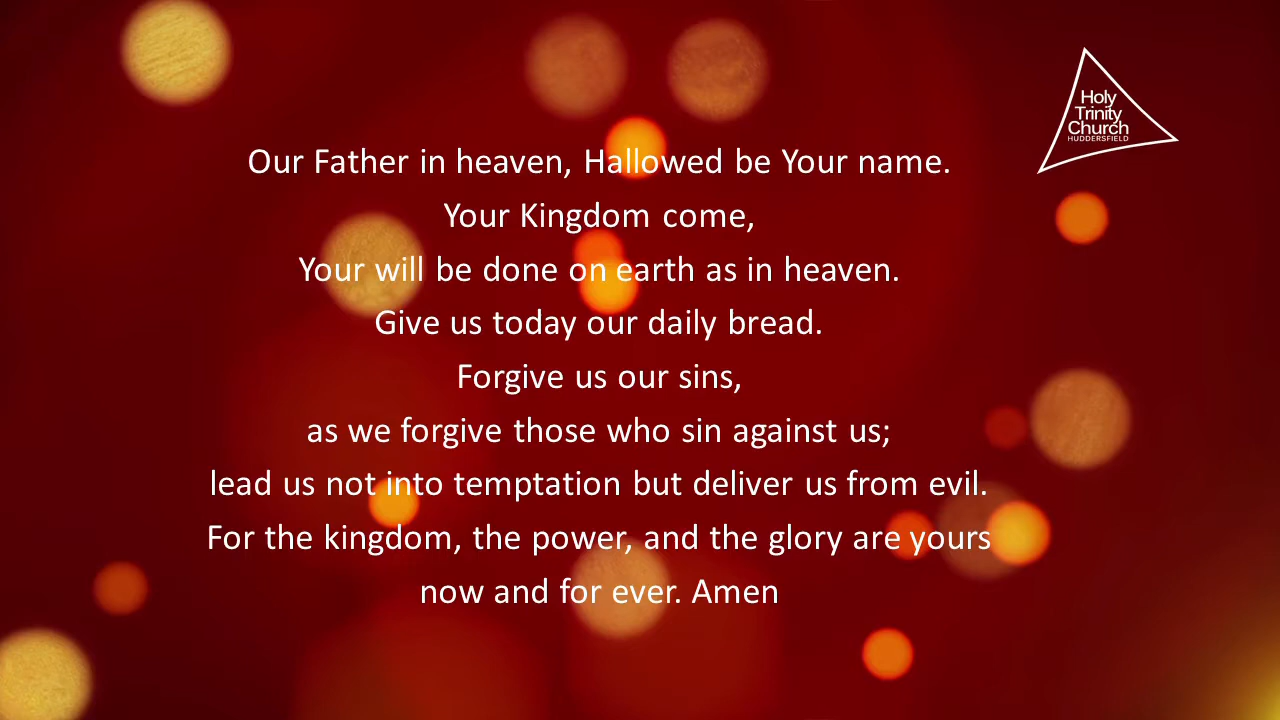 Holy
Trinity
Church
HUDDERSFIELD
Our Father in heaven, Hallowed be Your name.
Your Kingdom come,
Your will be done on earth as in heaven.
Give us today our daily bread.
Forgive us our sins,
as we forgive those who sin against us;
lead us not into temptation but deliver us from evil.
For the kingdom, the power, and the glory are yours
now and for ever. Amen